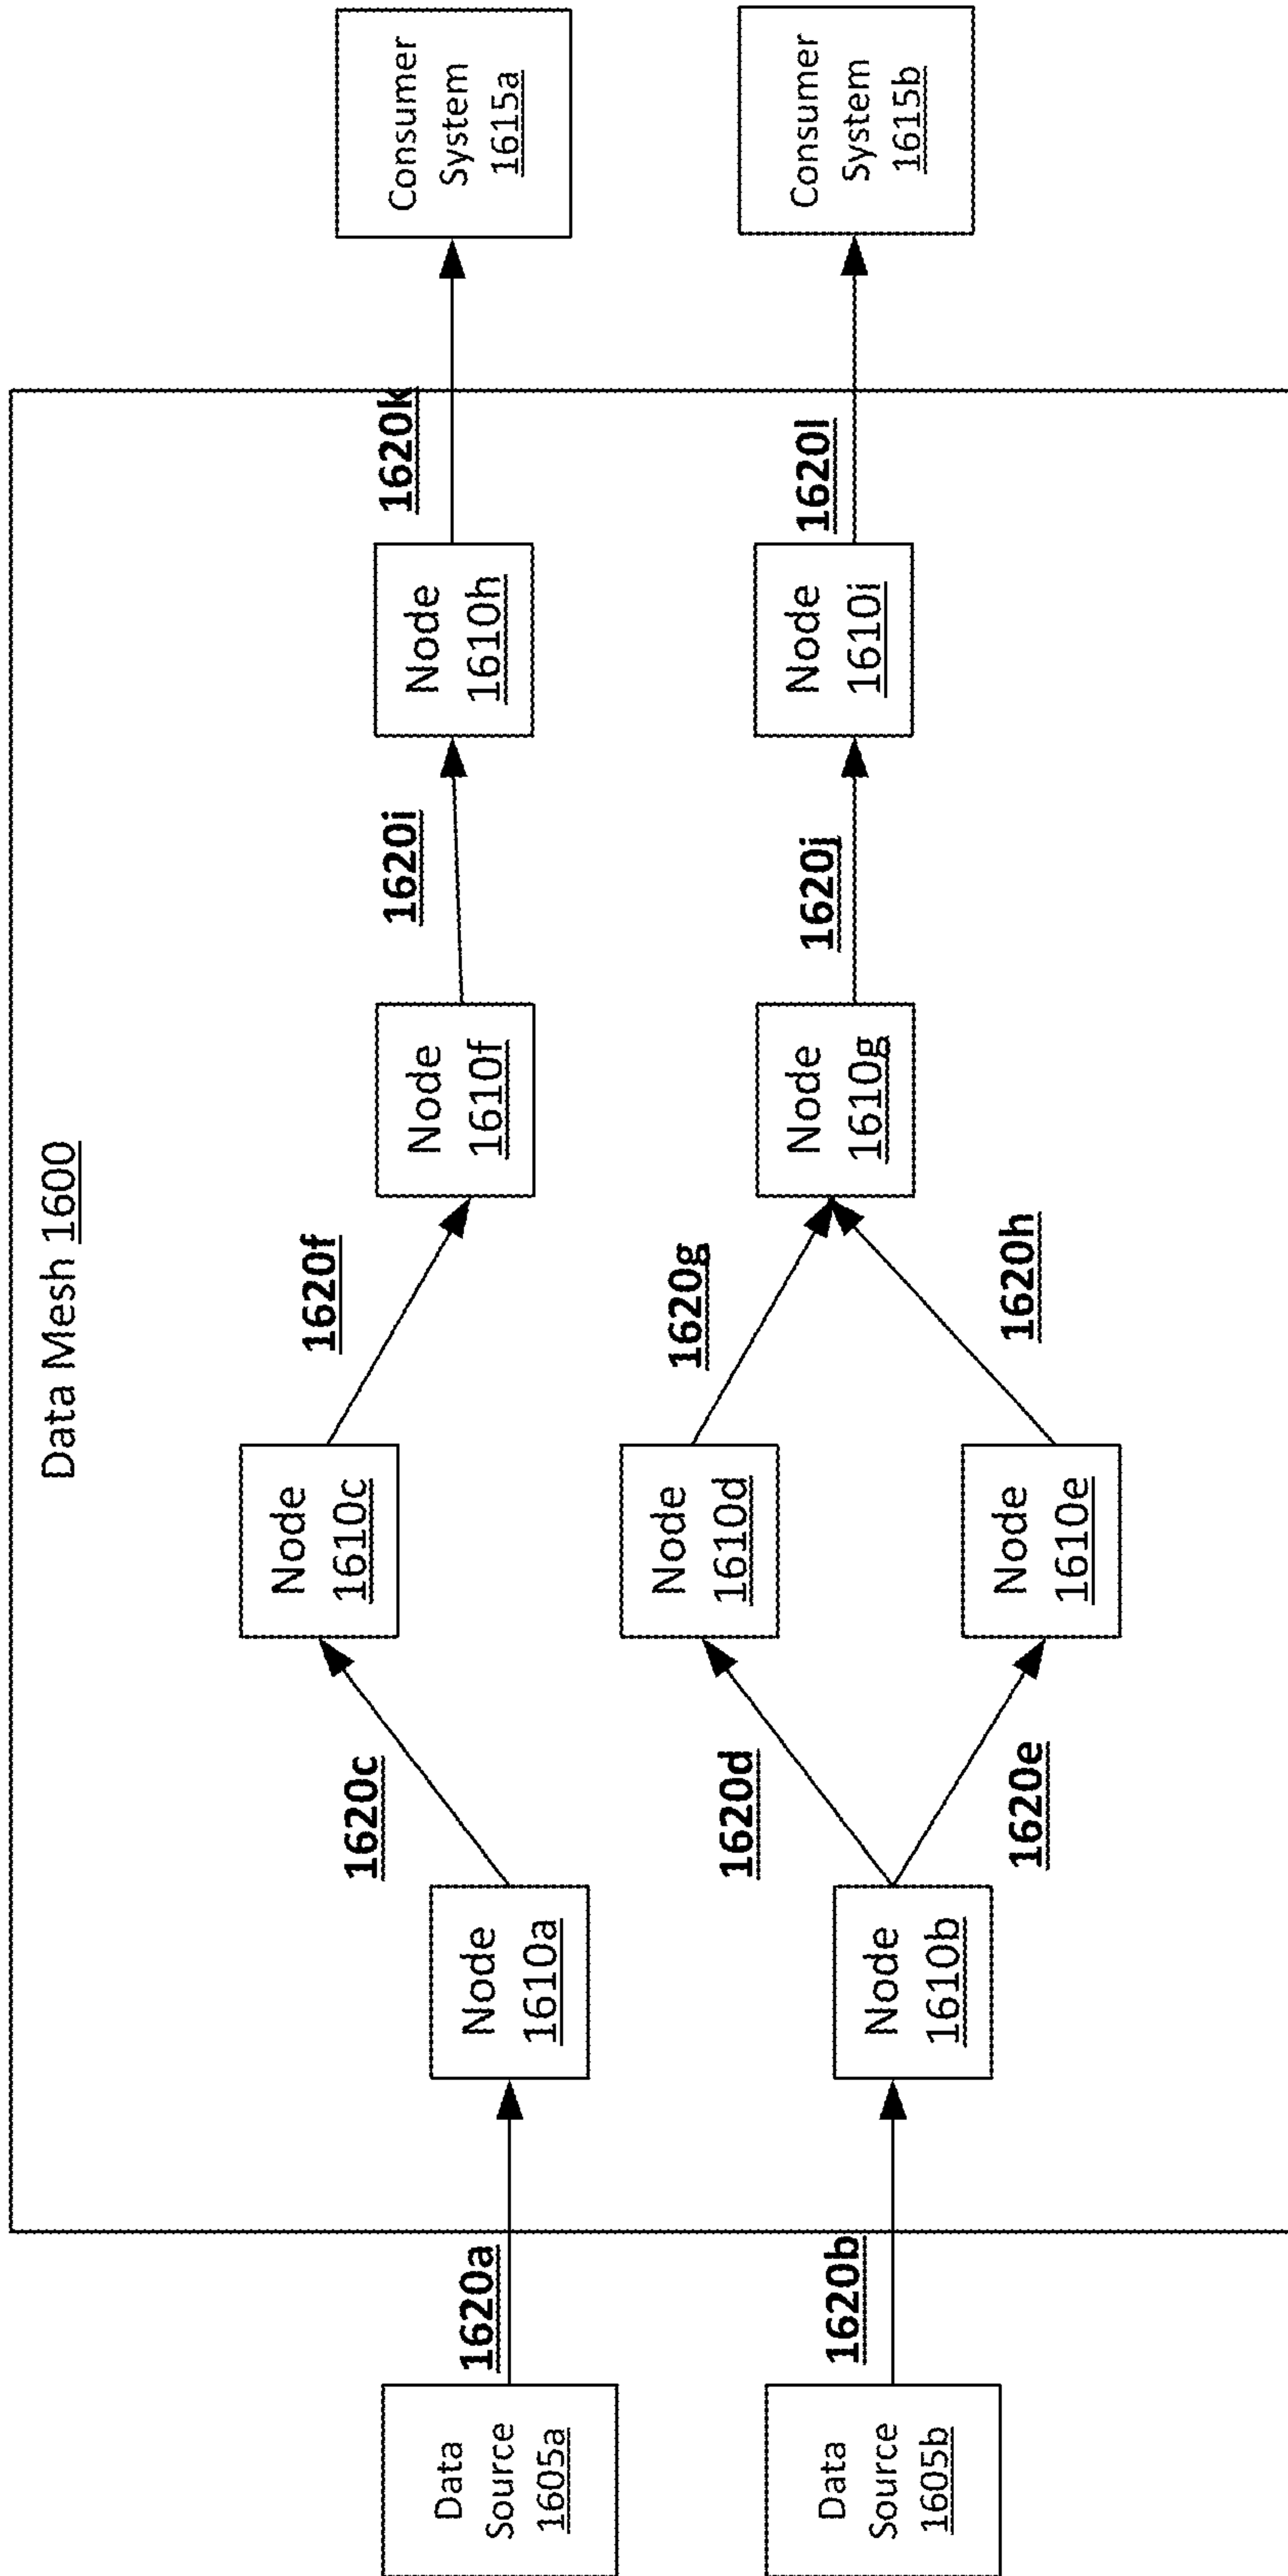 Data Mesh 1600
Data
Source
1605a
1620a
Node
1610a
1620c
Node
1610c
1620f
Node
1610f
1620i
Node
1610h
1620k
Consumer
System
1615a
Data
Source
1605b
1620b
Node
1610b
1620d
Node
1610d
1620g
1620e
Node
1610e
1620h
Node
1610g
1620j
Node
1610i
1620l
Consumer
System
1615b